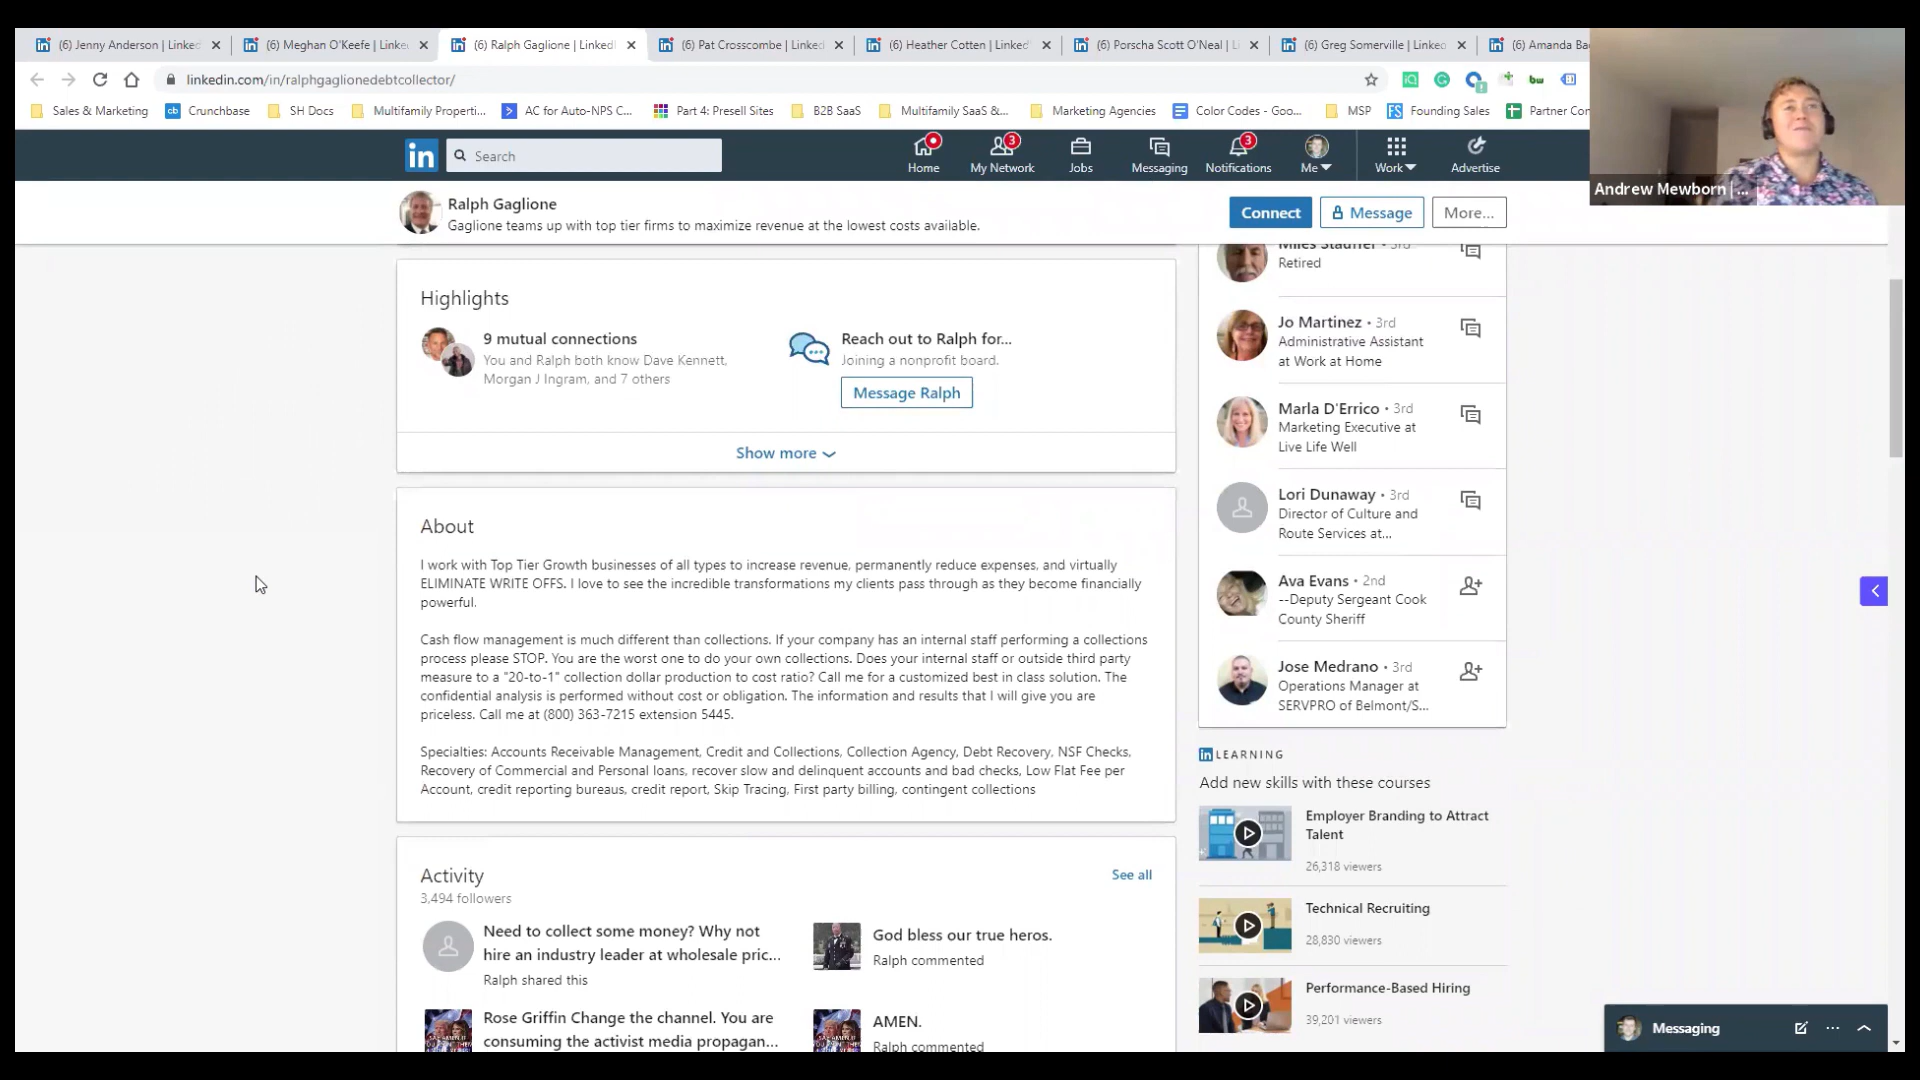 (6) Jenny Anderson | Linked
(6) Meghan O'Keefe | Linke
(6) Ralph Gaglione | Linked
(6) Pat Crosscombe | Linked
(6) Heather Cotten | Linked
(6) Porscha Scott O'Neal | L
(6) Greg Somerville | Linked
(6) Amanda Ba
linkedin.com/in/ralphgaglionedebtcollector/
Sales & Marketing
Crunchbase
SH Docs
Multifamily Properti...
AC for Auto-NPS C...
Part 4: Presell Sites
B2B SaaS
Multifamily SaaS &...
Marketing Agencies
Color Codes - Goo...
MSP
Founding Sales
Partner Con
Andrew Mewborn | ...
in
Search
Home
3
My Network
Jobs
Messaging
3
Notifications
Me
Work
Advertise
Ralph Gaglione
Gaglione teams up with top tier firms to maximize revenue at the lowest costs available.
Connect
Message
More...
Highlights
9 mutual connections
You and Ralph both know Dave Kennett,
Morgan J Ingram, and 7 others
Reach out to Ralph for...
Joining a nonprofit board.
Message Ralph
Show more
About
I work with Top Tier Growth businesses of all types to increase revenue, permanently reduce expenses, and virtually
ELIMINATE WRITE OFFS. I love to see the incredible transformations my clients pass through as they become financially
powerful.
Cash flow management is much different than collections. If your company has an internal staff performing a collections
process please STOP. You are the worst one to do your own collections. Does your internal staff or outside third party
measure to a "20-to-1" collection dollar production to cost ratio? Call me for a customized best in class solution. The
confidential analysis is performed without cost or obligation. The information and results that I will give you are
priceless. Call me at (800) 363-7215 extension 5445.
Specialties: Accounts Receivable Management, Credit and Collections, Collection Agency, Debt Recovery, NSF Checks,
Recovery of Commercial and Personal loans, recover slow and delinquent accounts and bad checks, Low Flat Fee per
Account, credit reporting bureaus, credit report, Skip Tracing, First party billing, contingent collections
Activity
3,494 followers
See all
Need to collect some money? Why not
hire an industry leader at wholesale pric...
Ralph shared this
God bless our true heros.
Ralph commented
Rose Griffin Change the channel. You are
consuming the activist media propagan...
AMEN.
Ralph commented
Miles Stauffer • 3rd
Retired
Jo Martinez • 3rd
Administrative Assistant
at Work at Home
Marla D'Errico • 3rd
Marketing Executive at
Live Life Well
Lori Dunaway • 3rd
Director of Culture and
Route Services at...
Ava Evans • 2nd
--Deputy Sergeant Cook
County Sheriff
Jose Medrano • 3rd
Operations Manager at
SERVPRO of Belmont/S...
in LEARNING
Add new skills with these courses
Employer Branding to Attract
Talent
26,318 viewers
Technical Recruiting
28,830 viewers
Performance-Based Hiring
39,201 viewers
Messaging